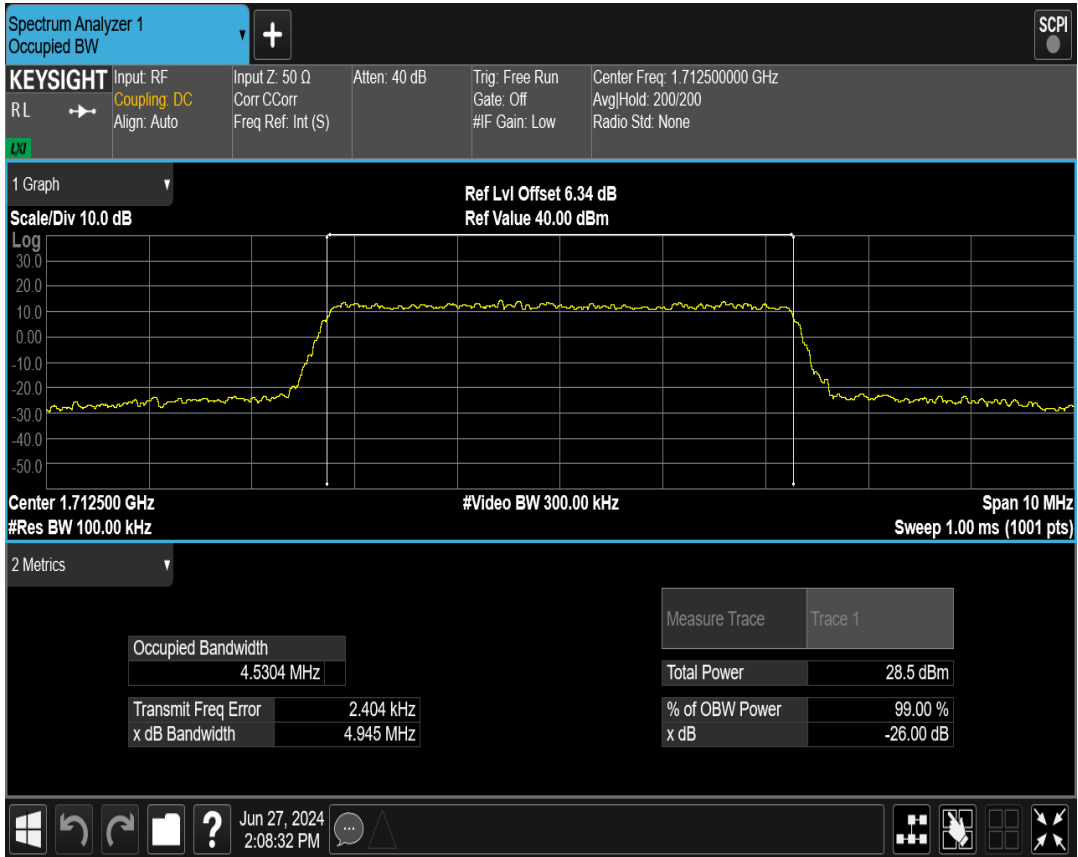 Spectrum Analyzer 1
Occupied BW
SCPI
KEYSIGHT
RL
LXI
Input: RF
Coupling: DC
Align: Auto
Input Z: 50 Ω
Corr CCorr
Freq Ref: Int (S)
Atten: 40 dB
Trig: Free Run
Gate: Off
#IF Gain: Low
Center Freq: 1.712500000 GHz
Avg|Hold: 200/200
Radio Std: None
1 Graph
Scale/Div 10.0 dB
Ref Lvl Offset 6.34 dB
Ref Value 40.00 dBm
Log
30.0
20.0
10.0
0.00
-10.0
-20.0
-30.0
-40.0
-50.0
Center 1.712500 GHz
#Video BW 300.00 kHz
Span 10 MHz
#Res BW 100.00 kHz
Sweep 1.00 ms (1001 pts)
2 Metrics
Measure Trace Trace 1
Occupied Bandwidth
4.5304 MHz
Total Power 28.5 dBm
Transmit Freq Error 2.404 kHz
% of OBW Power 99.00 %
x dB Bandwidth 4.945 MHz
x dB -26.00 dB
Jun 27, 2024
2:08:32 PM